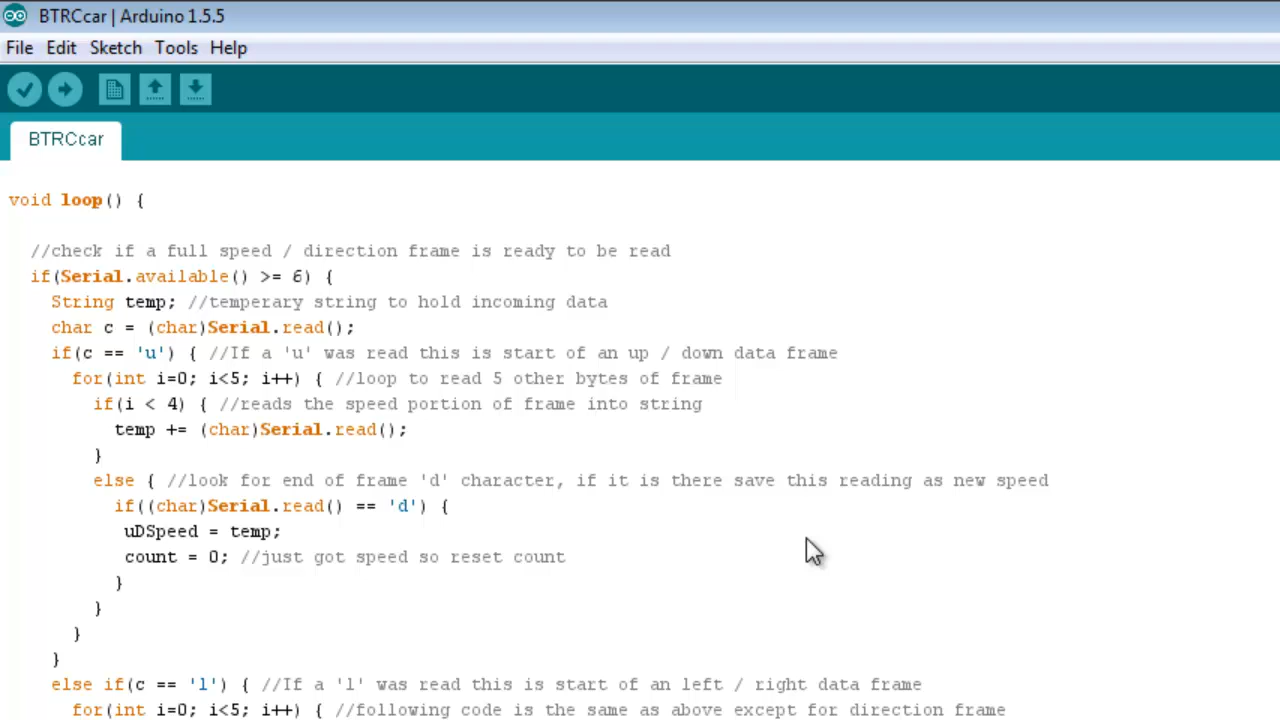 BTRCcar | Arduino 1.5.5
File Edit Sketch Tools Help
BTRCcar
void loop() {
//check if a full speed / direction frame is ready to be read
if(Serial.available() >= 6) {
String temp; //temperary string to hold incoming data
char c = (char)Serial.read();
if(c == 'u') { //If a 'u' was read this is start of an up / down data frame
for(int i=0; i<5; i++) { //loop to read 5 other bytes of frame
if(i < 4) { //reads the speed portion of frame into string
temp += (char)Serial.read();
}
else { //look for end of frame 'd' character, if it is there save this reading as new speed
if((char)Serial.read() == 'd') {
uDSpeed = temp;
count = 0; //just got speed so reset count
}
}
}
}
else if(c == 'l') { //If a 'l' was read this is start of an left / right data frame
for(int i=0; i<5; i++) { //following code is the same as above except for direction frame